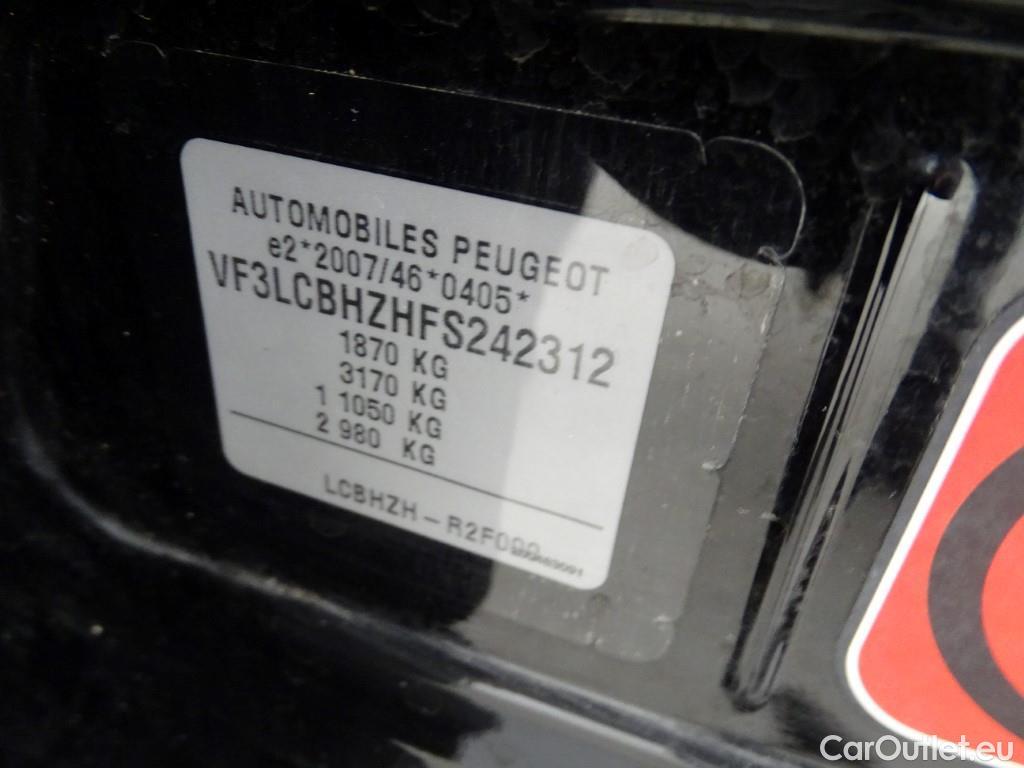 AUTOMOBILES PEUGEOT
e2*2007/46*0405*
VF3LCBHZHFS242312
1870 KG
3170 KG
1 1050 KG
2 980 KG
LCBHZH - R2F000
CarOutlet.eu